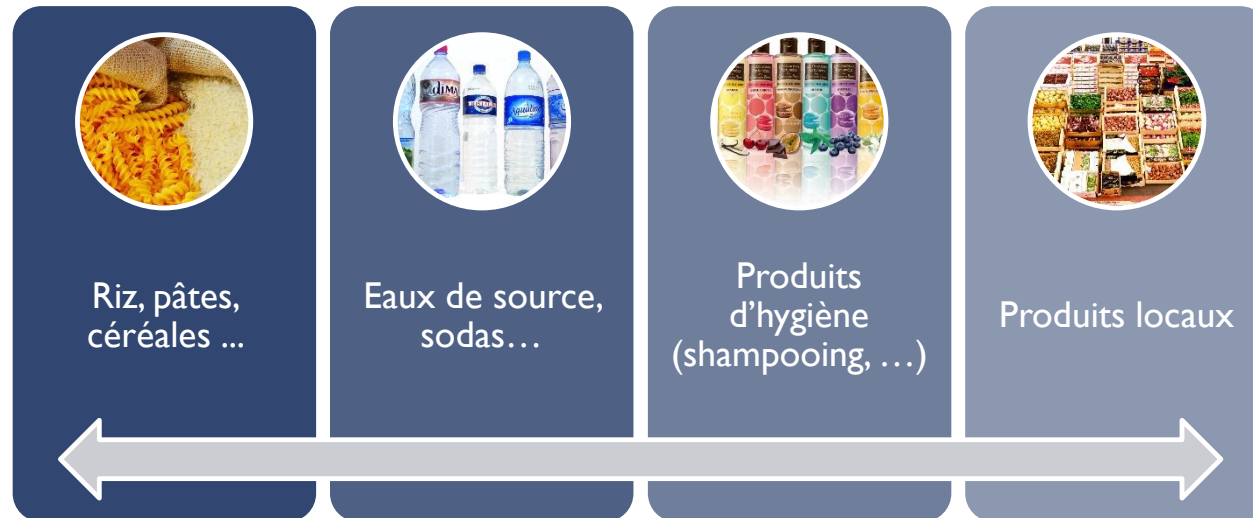 Riz, pâtes,
céréales ...
Eaux de source,
sodas…
Produits
d’hygiène
(shampooing, …)
Produits locaux